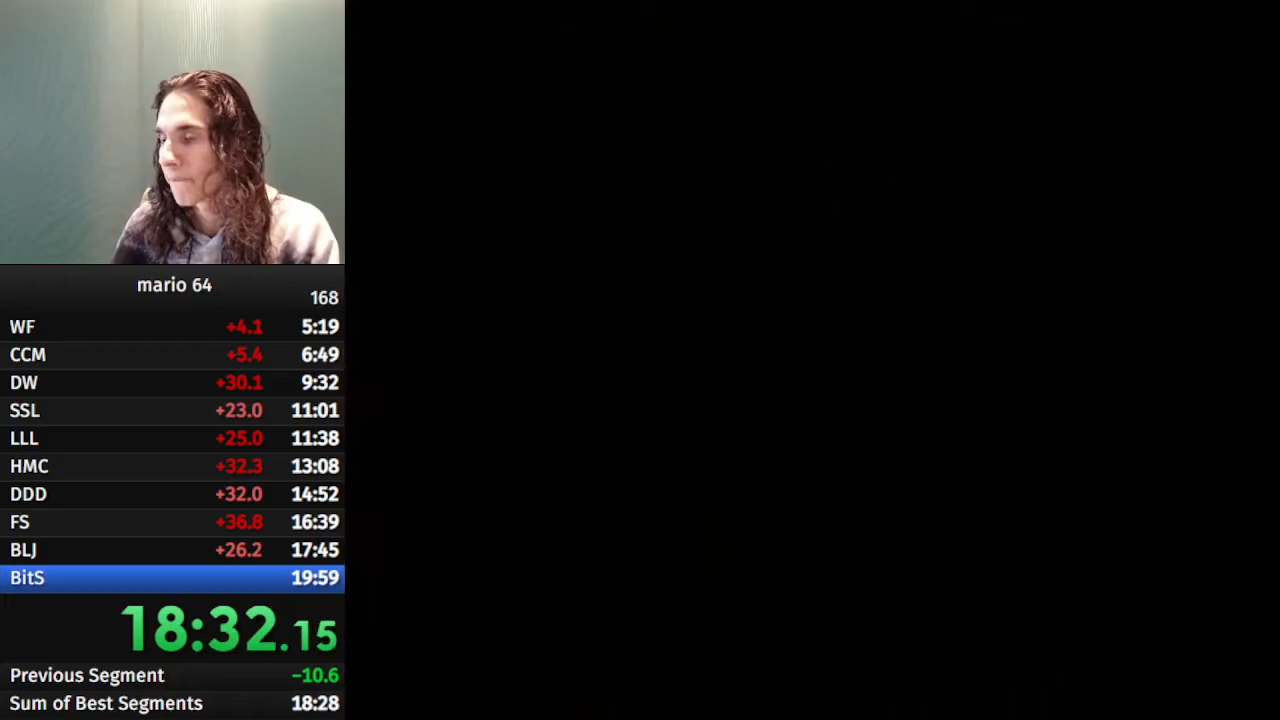 mario 64
168
WF +4.1 5:19
CCM +5.4 6:49
DW +30.1 9:32
SSL +23.0 11:01
LLL +25.0 11:38
HMC +32.3 13:08
DDD +32.0 14:52
FS +36.8 16:39
BLJ +26.2 17:45
BitS 19:59
18:32.15
Previous Segment -10.6
Sum of Best Segments 18:28